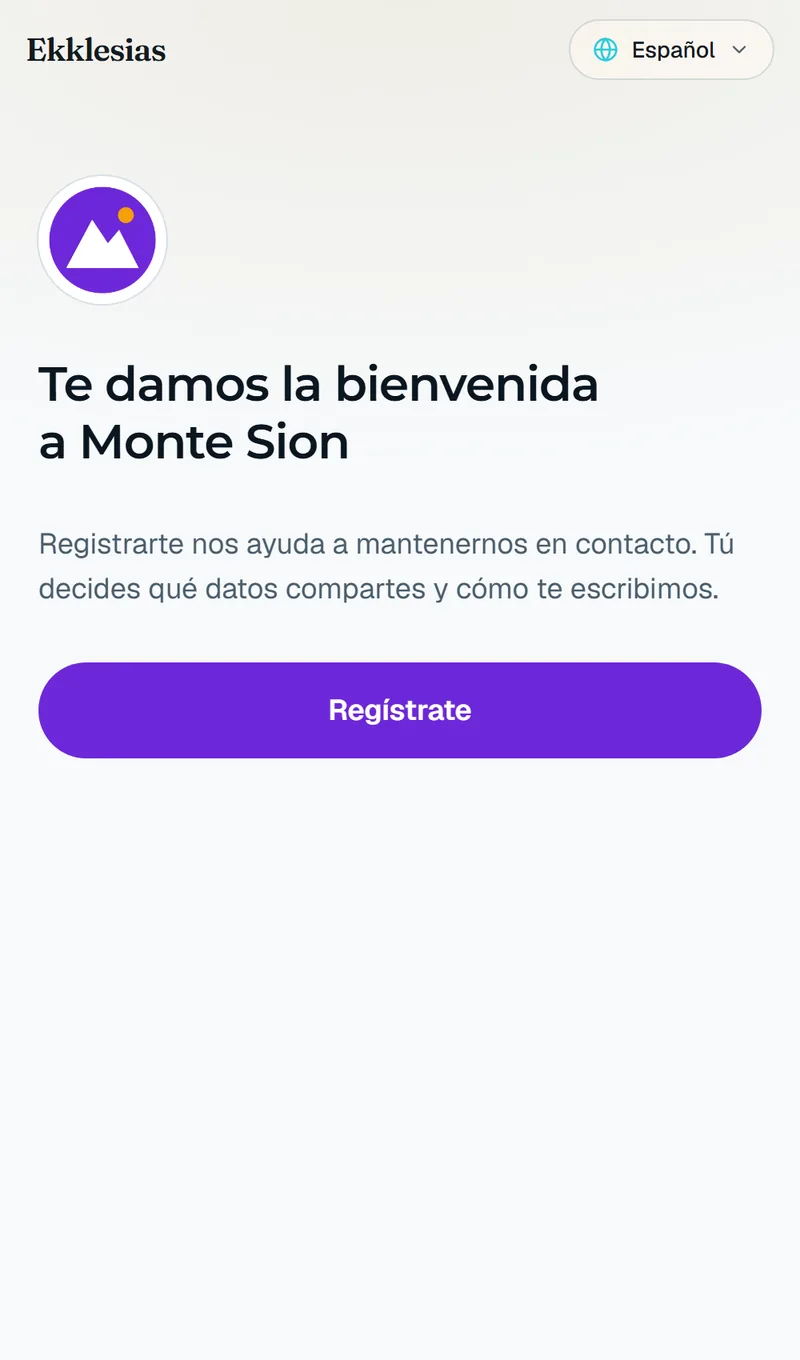 Ekklesias
Español
Te damos la bienvenida
a Monte Sion
Registrarte nos ayuda a mantenernos en contacto. Tú
decides qué datos compartes y cómo te escribimos.
Regístrate